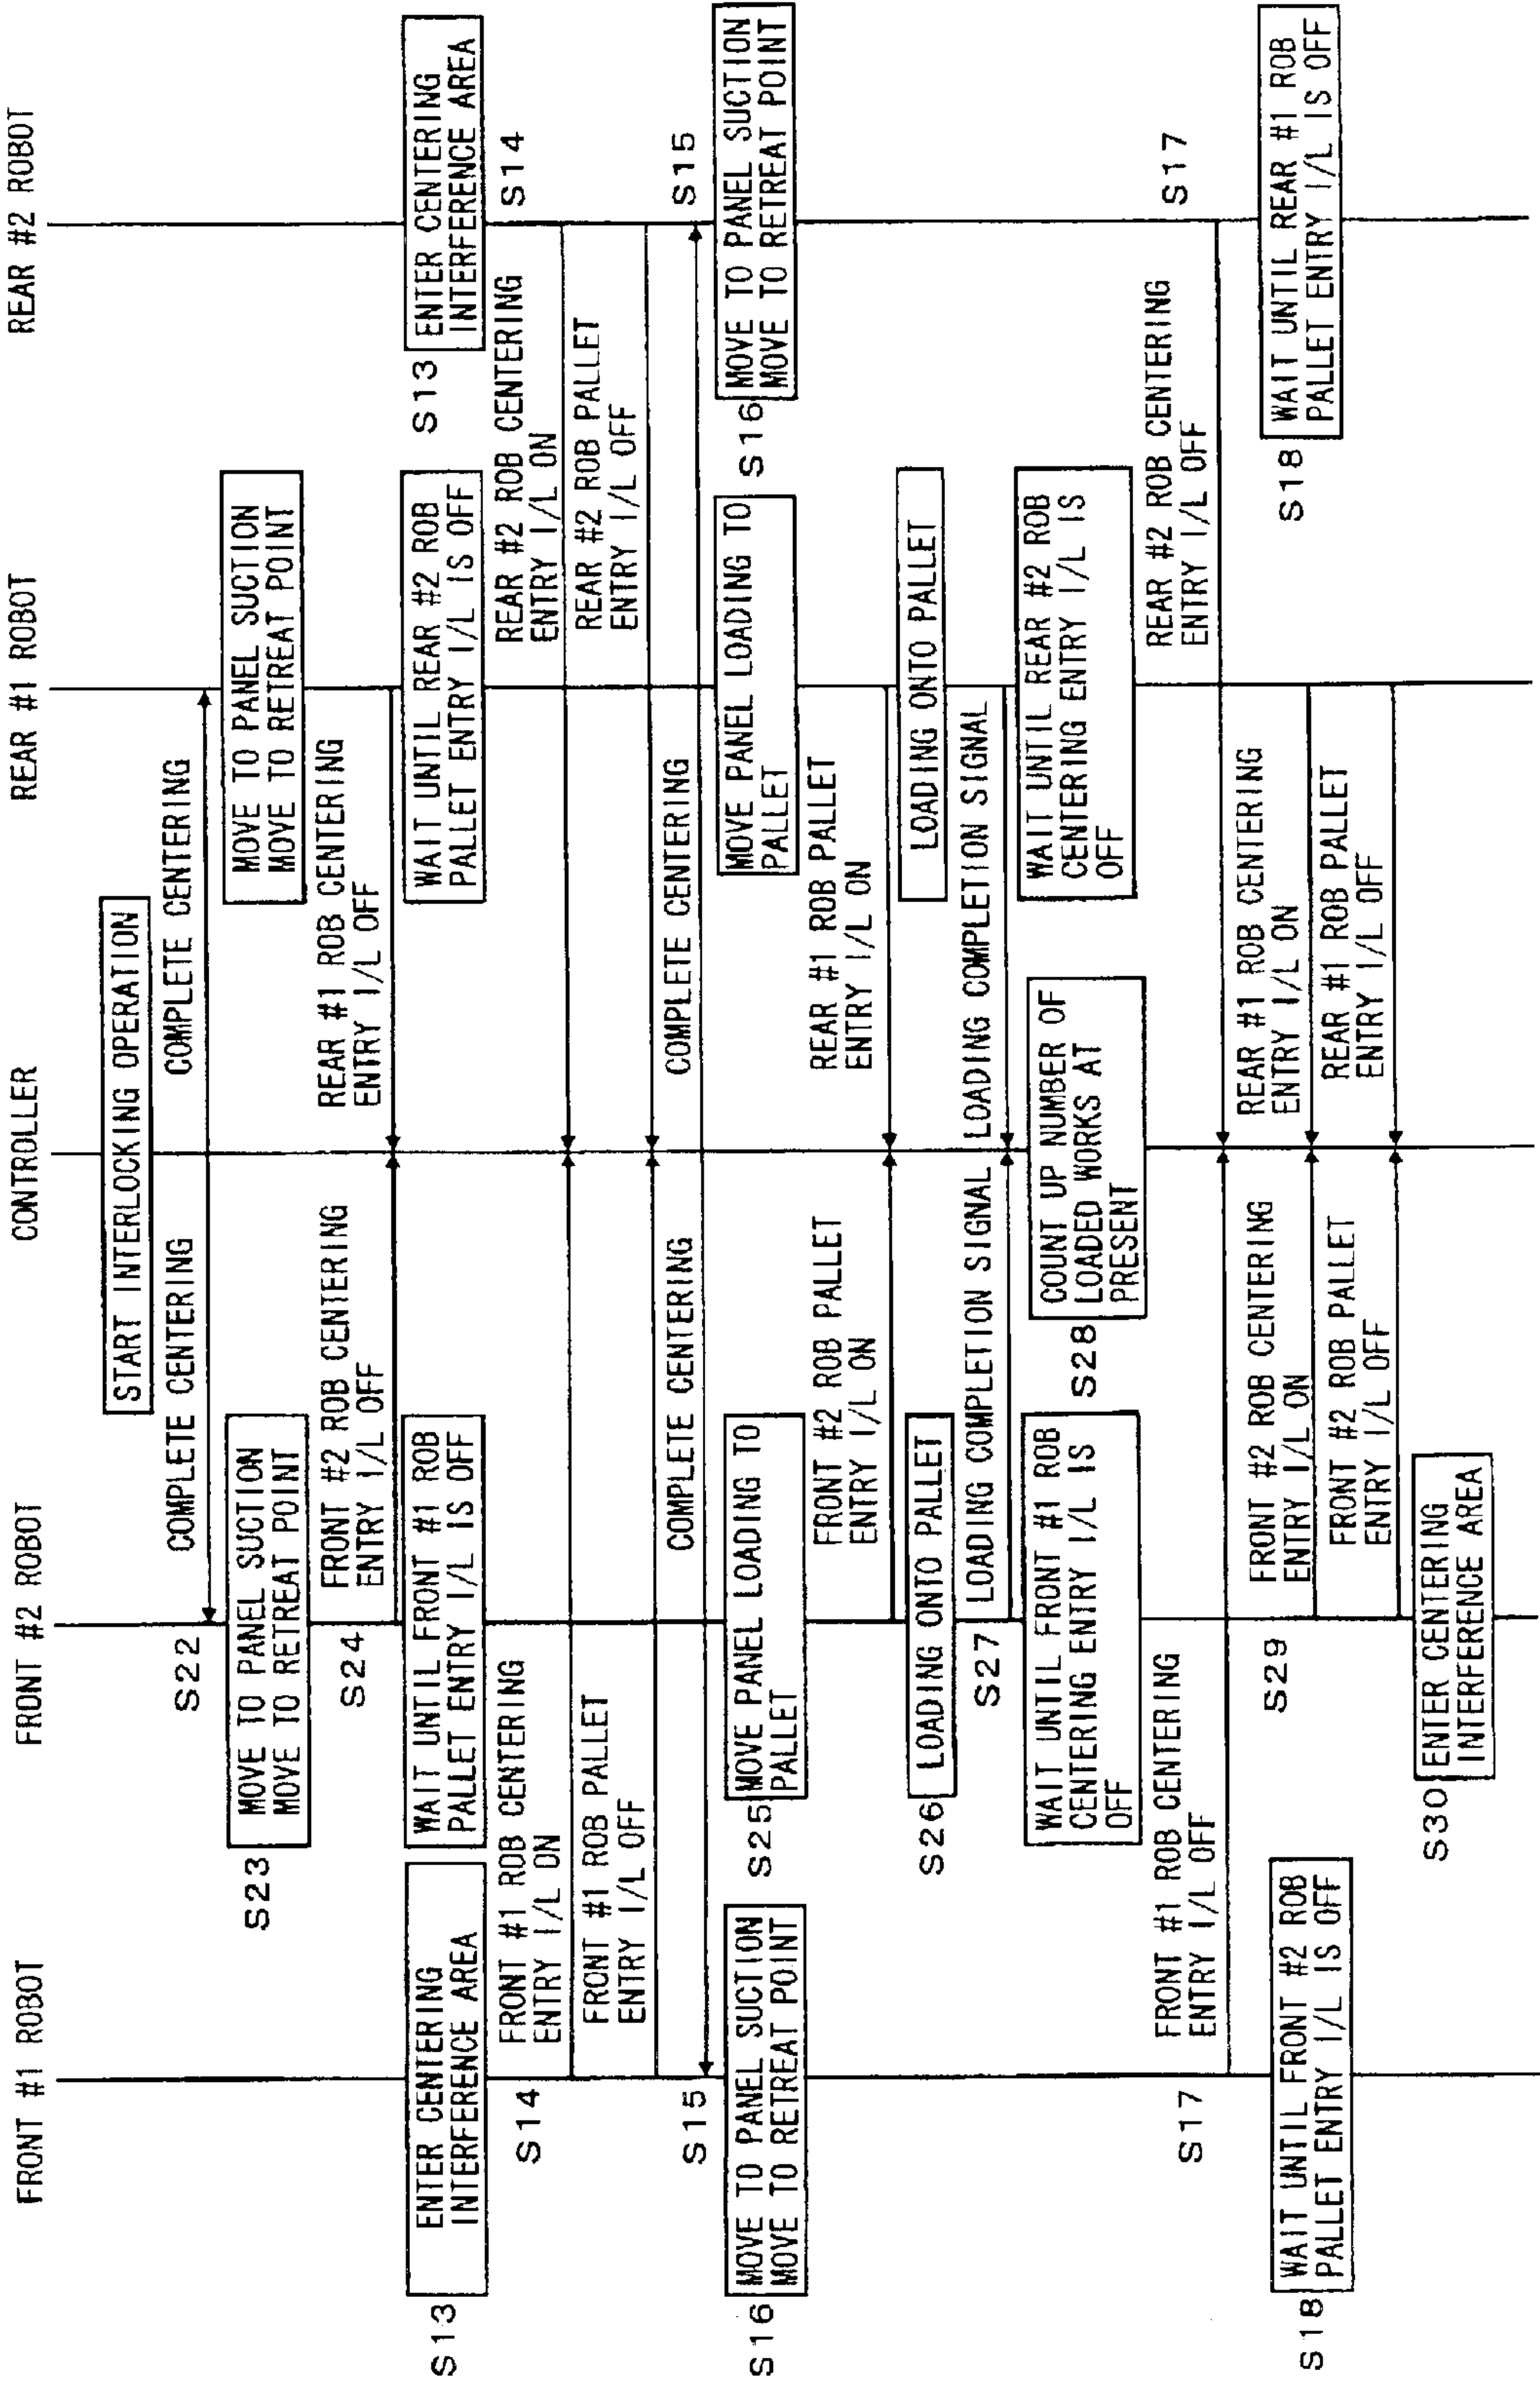 FRONT #1 ROBOT
FRONT #2 ROBOT
CONTROLLER
REAR #1 ROBOT
REAR #2 ROBOT
START INTERLOCKING OPERATION
S22
COMPLETE CENTERING
COMPLETE CENTERING
S23
MOVE TO PANEL SUCTION
MOVE TO RETREAT POINT
MOVE TO PANEL SUCTION
MOVE TO RETREAT POINT
S24
FRONT #2 ROB CENTERING
ENTRY I/L OFF
REAR #1 ROB CENTERING
ENTRY I/L OFF
S13
ENTER CENTERING
INTERFERENCE AREA
WAIT UNTIL FRONT #1 ROB
PALLET ENTRY I/L IS OFF
WAIT UNTIL REAR #2 ROB
PALLET ENTRY I/L IS OFF
S13
ENTER CENTERING
INTERFERENCE AREA
S14
FRONT #1 ROB CENTERING
ENTRY I/L ON
REAR #2 ROB CENTERING
ENTRY I/L ON
S14
FRONT #1 ROB PALLET
ENTRY I/L OFF
REAR #2 ROB PALLET
ENTRY I/L OFF
S15
COMPLETE CENTERING
COMPLETE CENTERING
S15
S16
MOVE TO PANEL SUCTION
MOVE TO RETREAT POINT
S25
MOVE PANEL LOADING TO
PALLET
MOVE PANEL LOADING TO
PALLET
S16
MOVE TO PANEL SUCTION
MOVE TO RETREAT POINT
FRONT #2 ROB PALLET
ENTRY I/L ON
REAR #1 ROB PALLET
ENTRY I/L ON
S26
LOADING ONTO PALLET
LOADING ONTO PALLET
S27
LOADING COMPLETION SIGNAL
LOADING COMPLETION SIGNAL
WAIT UNTIL FRONT #1 ROB
CENTERING ENTRY I/L IS
OFF
S28
COUNT UP NUMBER OF
LOADED WORKS AT
PRESENT
WAIT UNTIL REAR #2 ROB
CENTERING ENTRY I/L IS
OFF
S17
FRONT #1 ROB CENTERING
ENTRY I/L OFF
REAR #2 ROB CENTERING
ENTRY I/L OFF
S17
S18
WAIT UNTIL FRONT #2 ROB
PALLET ENTRY I/L IS OFF
S29
FRONT #2 ROB CENTERING
ENTRY I/L ON
REAR #1 ROB CENTERING
ENTRY I/L ON
S18
WAIT UNTIL REAR #1 ROB
PALLET ENTRY I/L IS OFF
FRONT #2 ROB PALLET
ENTRY I/L OFF
REAR #1 ROB PALLET
ENTRY I/L OFF
S30
ENTER CENTERING
INTERFERENCE AREA